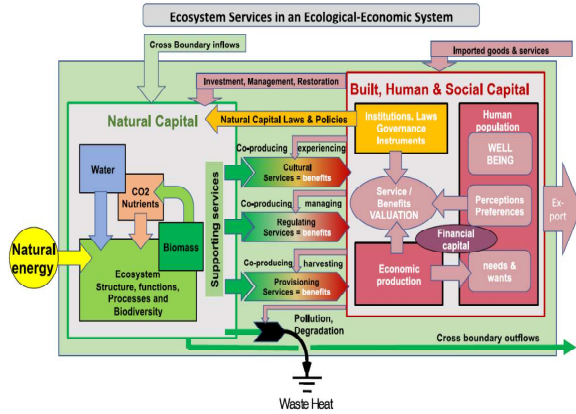 Ecosystem Services in an Ecological-Economic System
Cross Boundary inflows
Imported goods & services
Investment, Management, Restoration
Built, Human & Social Capital
Natural Capital
Natural Capital Laws & Policies
Institutions, Laws
Governance
Instruments
Human
population
WELL
BEING
Water
CO2
Nutrients
Biomass
Natural
energy
Ecosystem
Structure, functions,
Processes and
Biodiversity
Supporting services
Co-producing experiencing
Cultural
Services = benefits
Co-producing managing
Regulating
Services = benefits
Co-producing harvesting
Provisioning
Services = benefits
Service /
Benefits
VALUATION
Perceptions
Preferences
Financial
capital
Economic
production
needs &
wants
Ex-
port
Pollution,
Degradation
Cross boundary outflows
Waste Heat